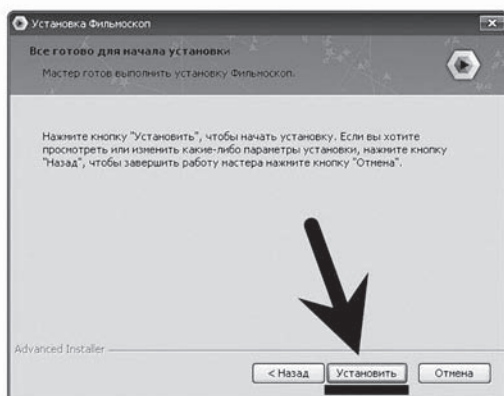 Установка Фильмоскоп
Все готово для начала установки
Мастер готов выполнить установку Фильмоскоп.
Нажмите кнопку "Установить", чтобы начать установку. Если вы хотите
просмотреть или изменить какие-либо параметры установки, нажмите кнопку
"Назад", чтобы завершить работу мастера нажмите кнопку "Отмена".
Advanced Installer
< Назад Установить Отмена